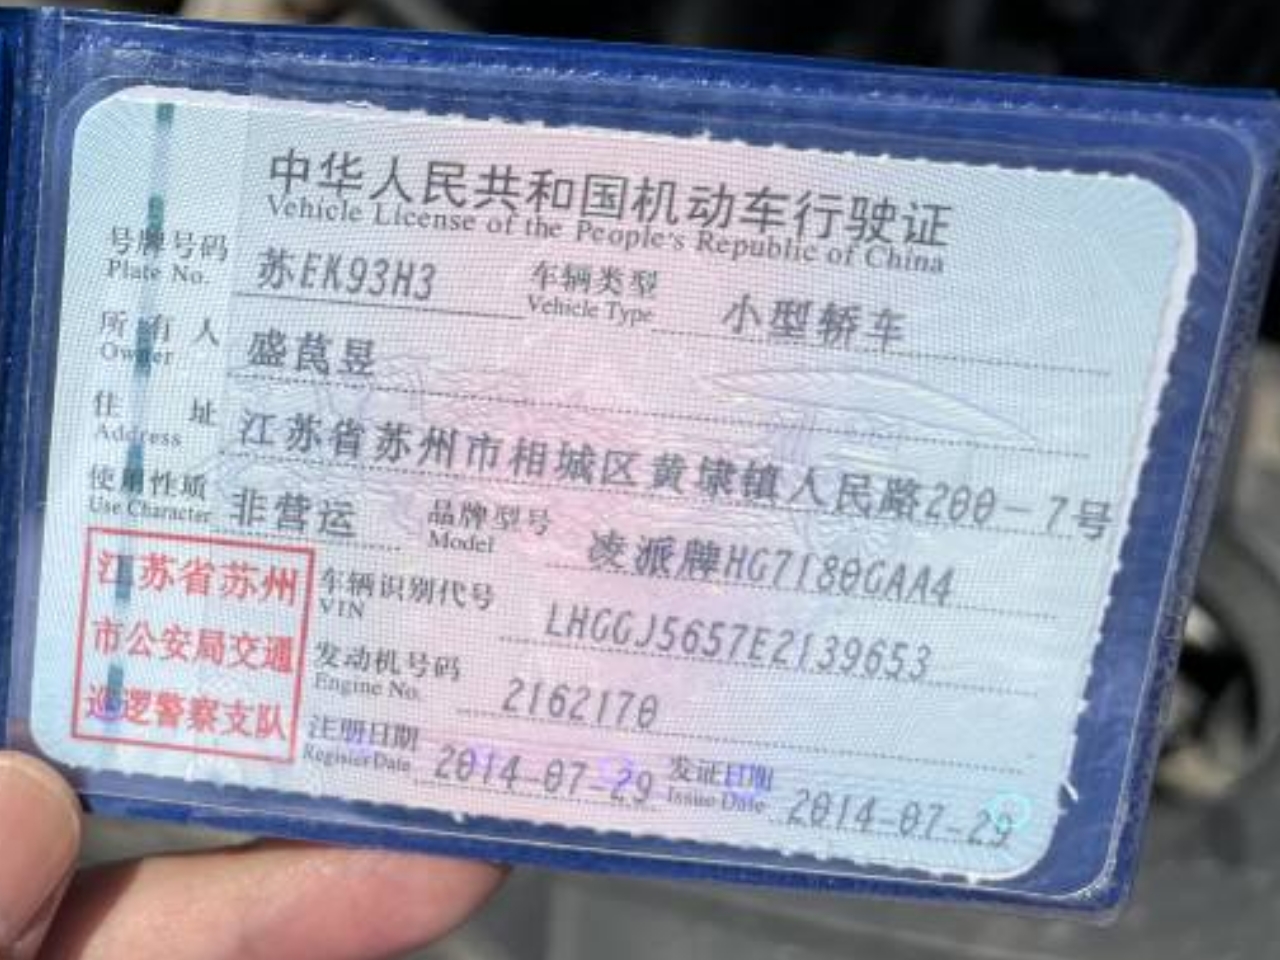 中华人民共和国机动车行驶证
Vehicle License of the People's Republic of China
号牌号码 苏EK93H3 车辆类型 小型轿车
Plate No. Vehicle Type
所有人 盛苠昱
Owner
住址 江苏省苏州市相城区黄埭镇人民路200-7号
Address
使用性质 非营运 品牌型号 凌派牌HG7180GAA4
Use Character Model
江苏省苏州
市公安局交通
巡逻警察支队
车辆识别代号 LHGGJ5657E2139653
VIN
发动机号码 2162170
Engine No.
注册日期 2014-07-29 发证日期 2014-07-29
Register Date Issue Date